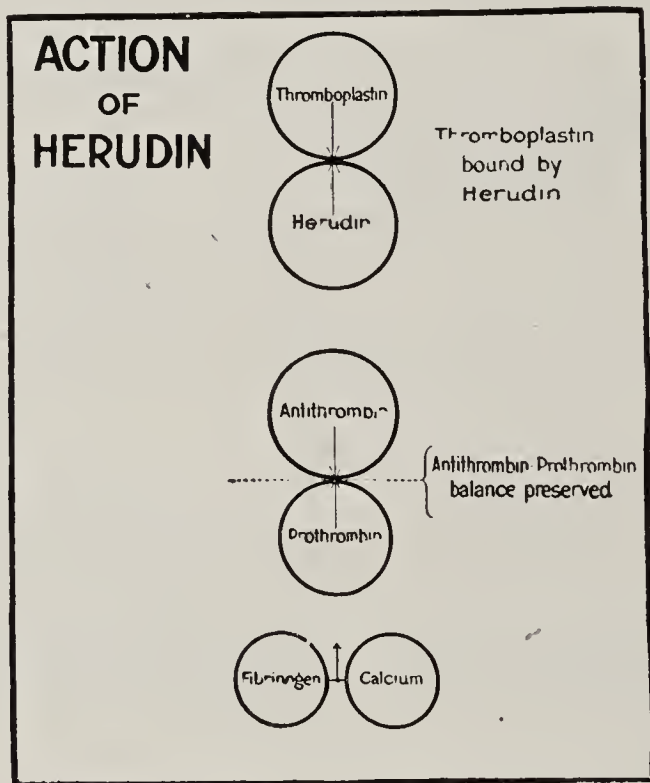 ACTION
OF
HERUDIN
Thromboplastin
Herudin
Thromboplastin
bound by
Herudin
Antithrombin
Prothrombin
Antithrombin-Prothrombin
balance preserved
Fibrinogen
Calcium